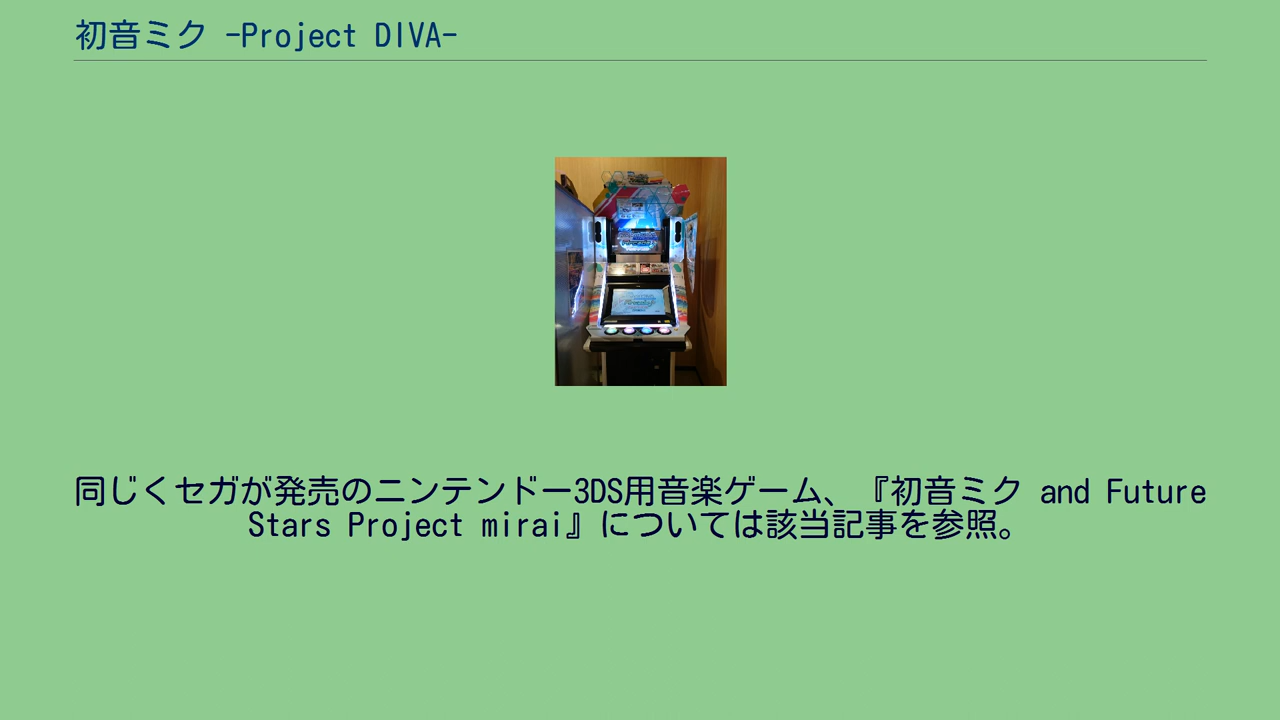 初音ミク -Project DIVA-
同じくセガが発売のニンテンドー3DS用音楽ゲーム、『初音ミク and Future
Stars Project mirai』については該当記事を参照。